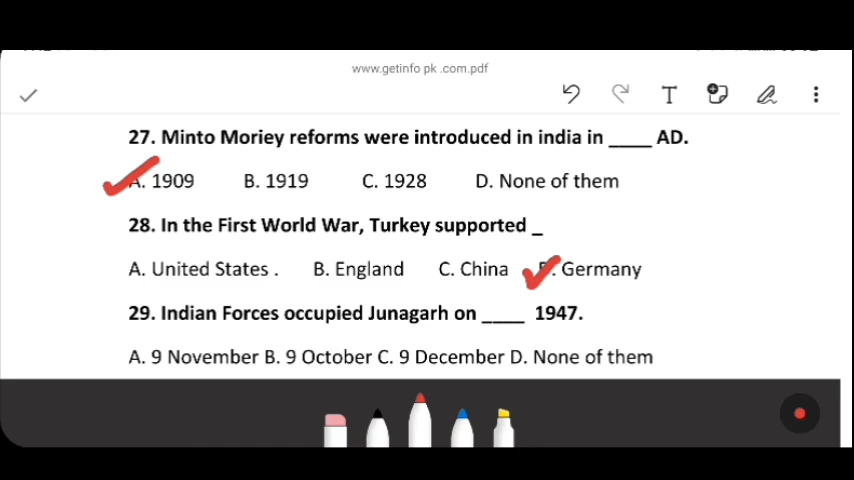 www.getinfo pk .com.pdf
27. Minto Moriey reforms were introduced in india in ____ AD.
A. 1909 B. 1919 C. 1928 D. None of them
28. In the First World War, Turkey supported _
A. United States . B. England C. China D. Germany
29. Indian Forces occupied Junagarh on ____ 1947.
A. 9 November B. 9 October C. 9 December D. None of them